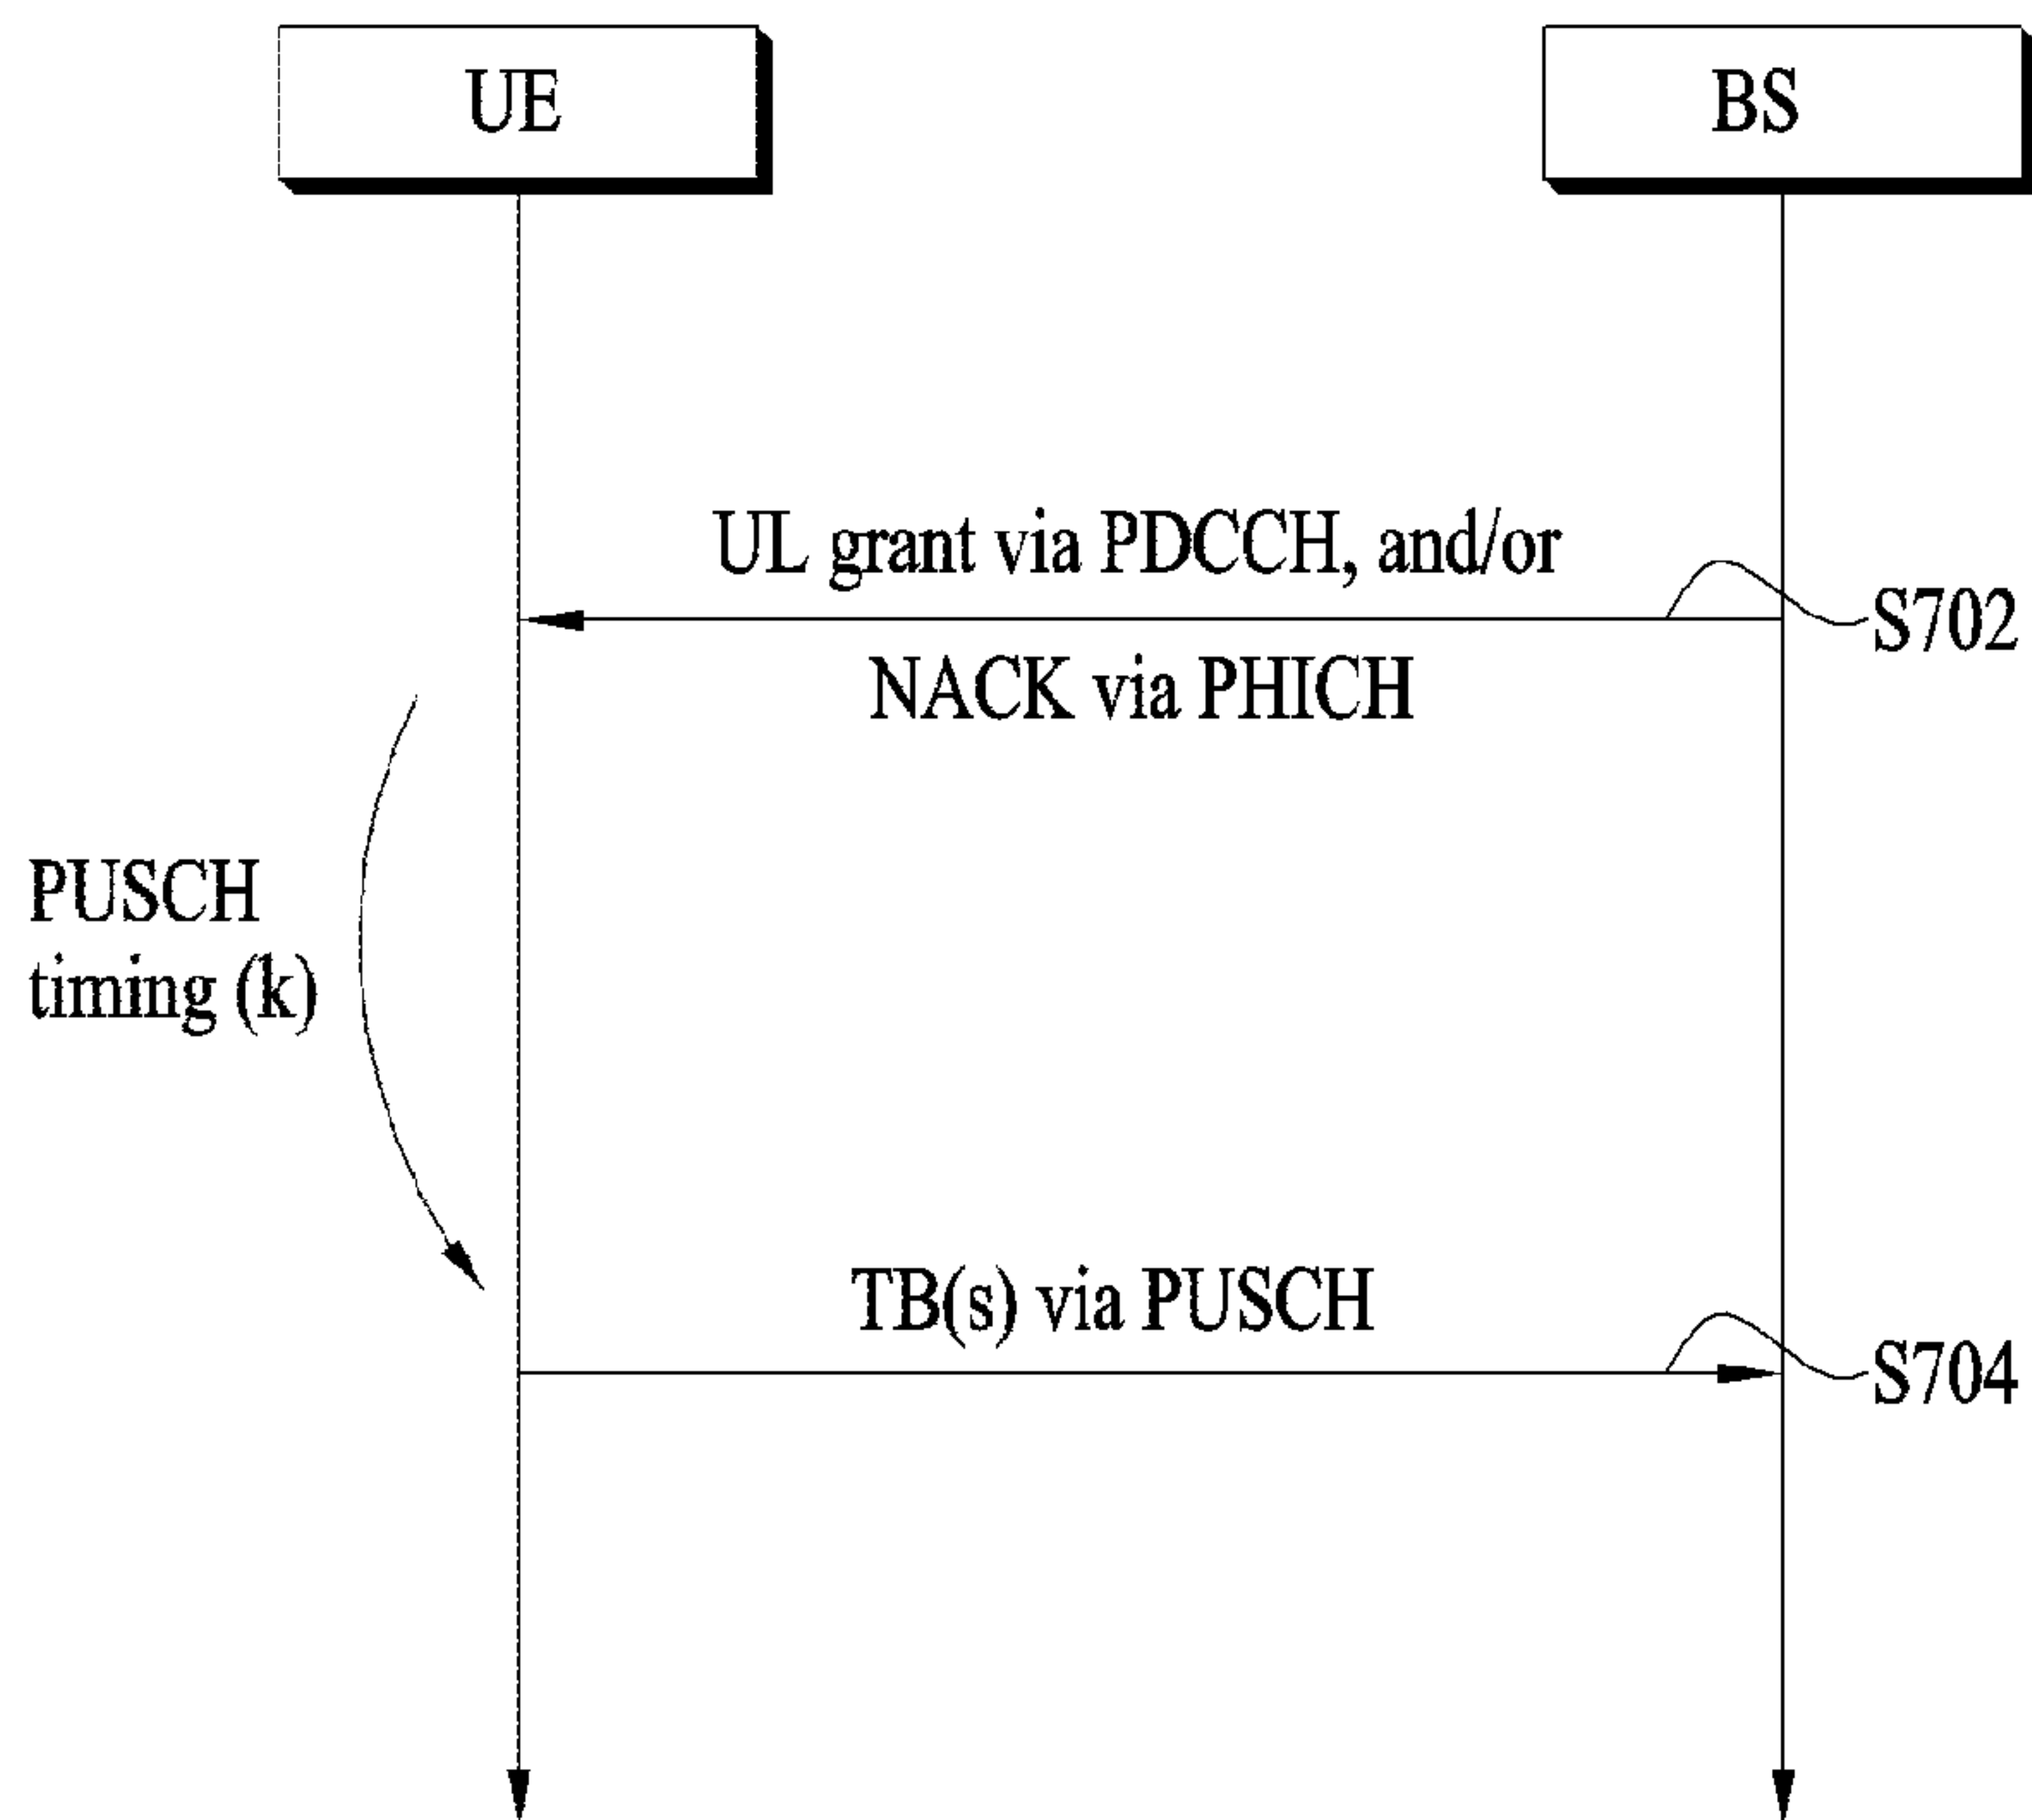 UE
BS
UL grant via PDCCH, and/or
S702
NACK via PHICH
PUSCH
timing (k)
TB(s) via PUSCH
S704